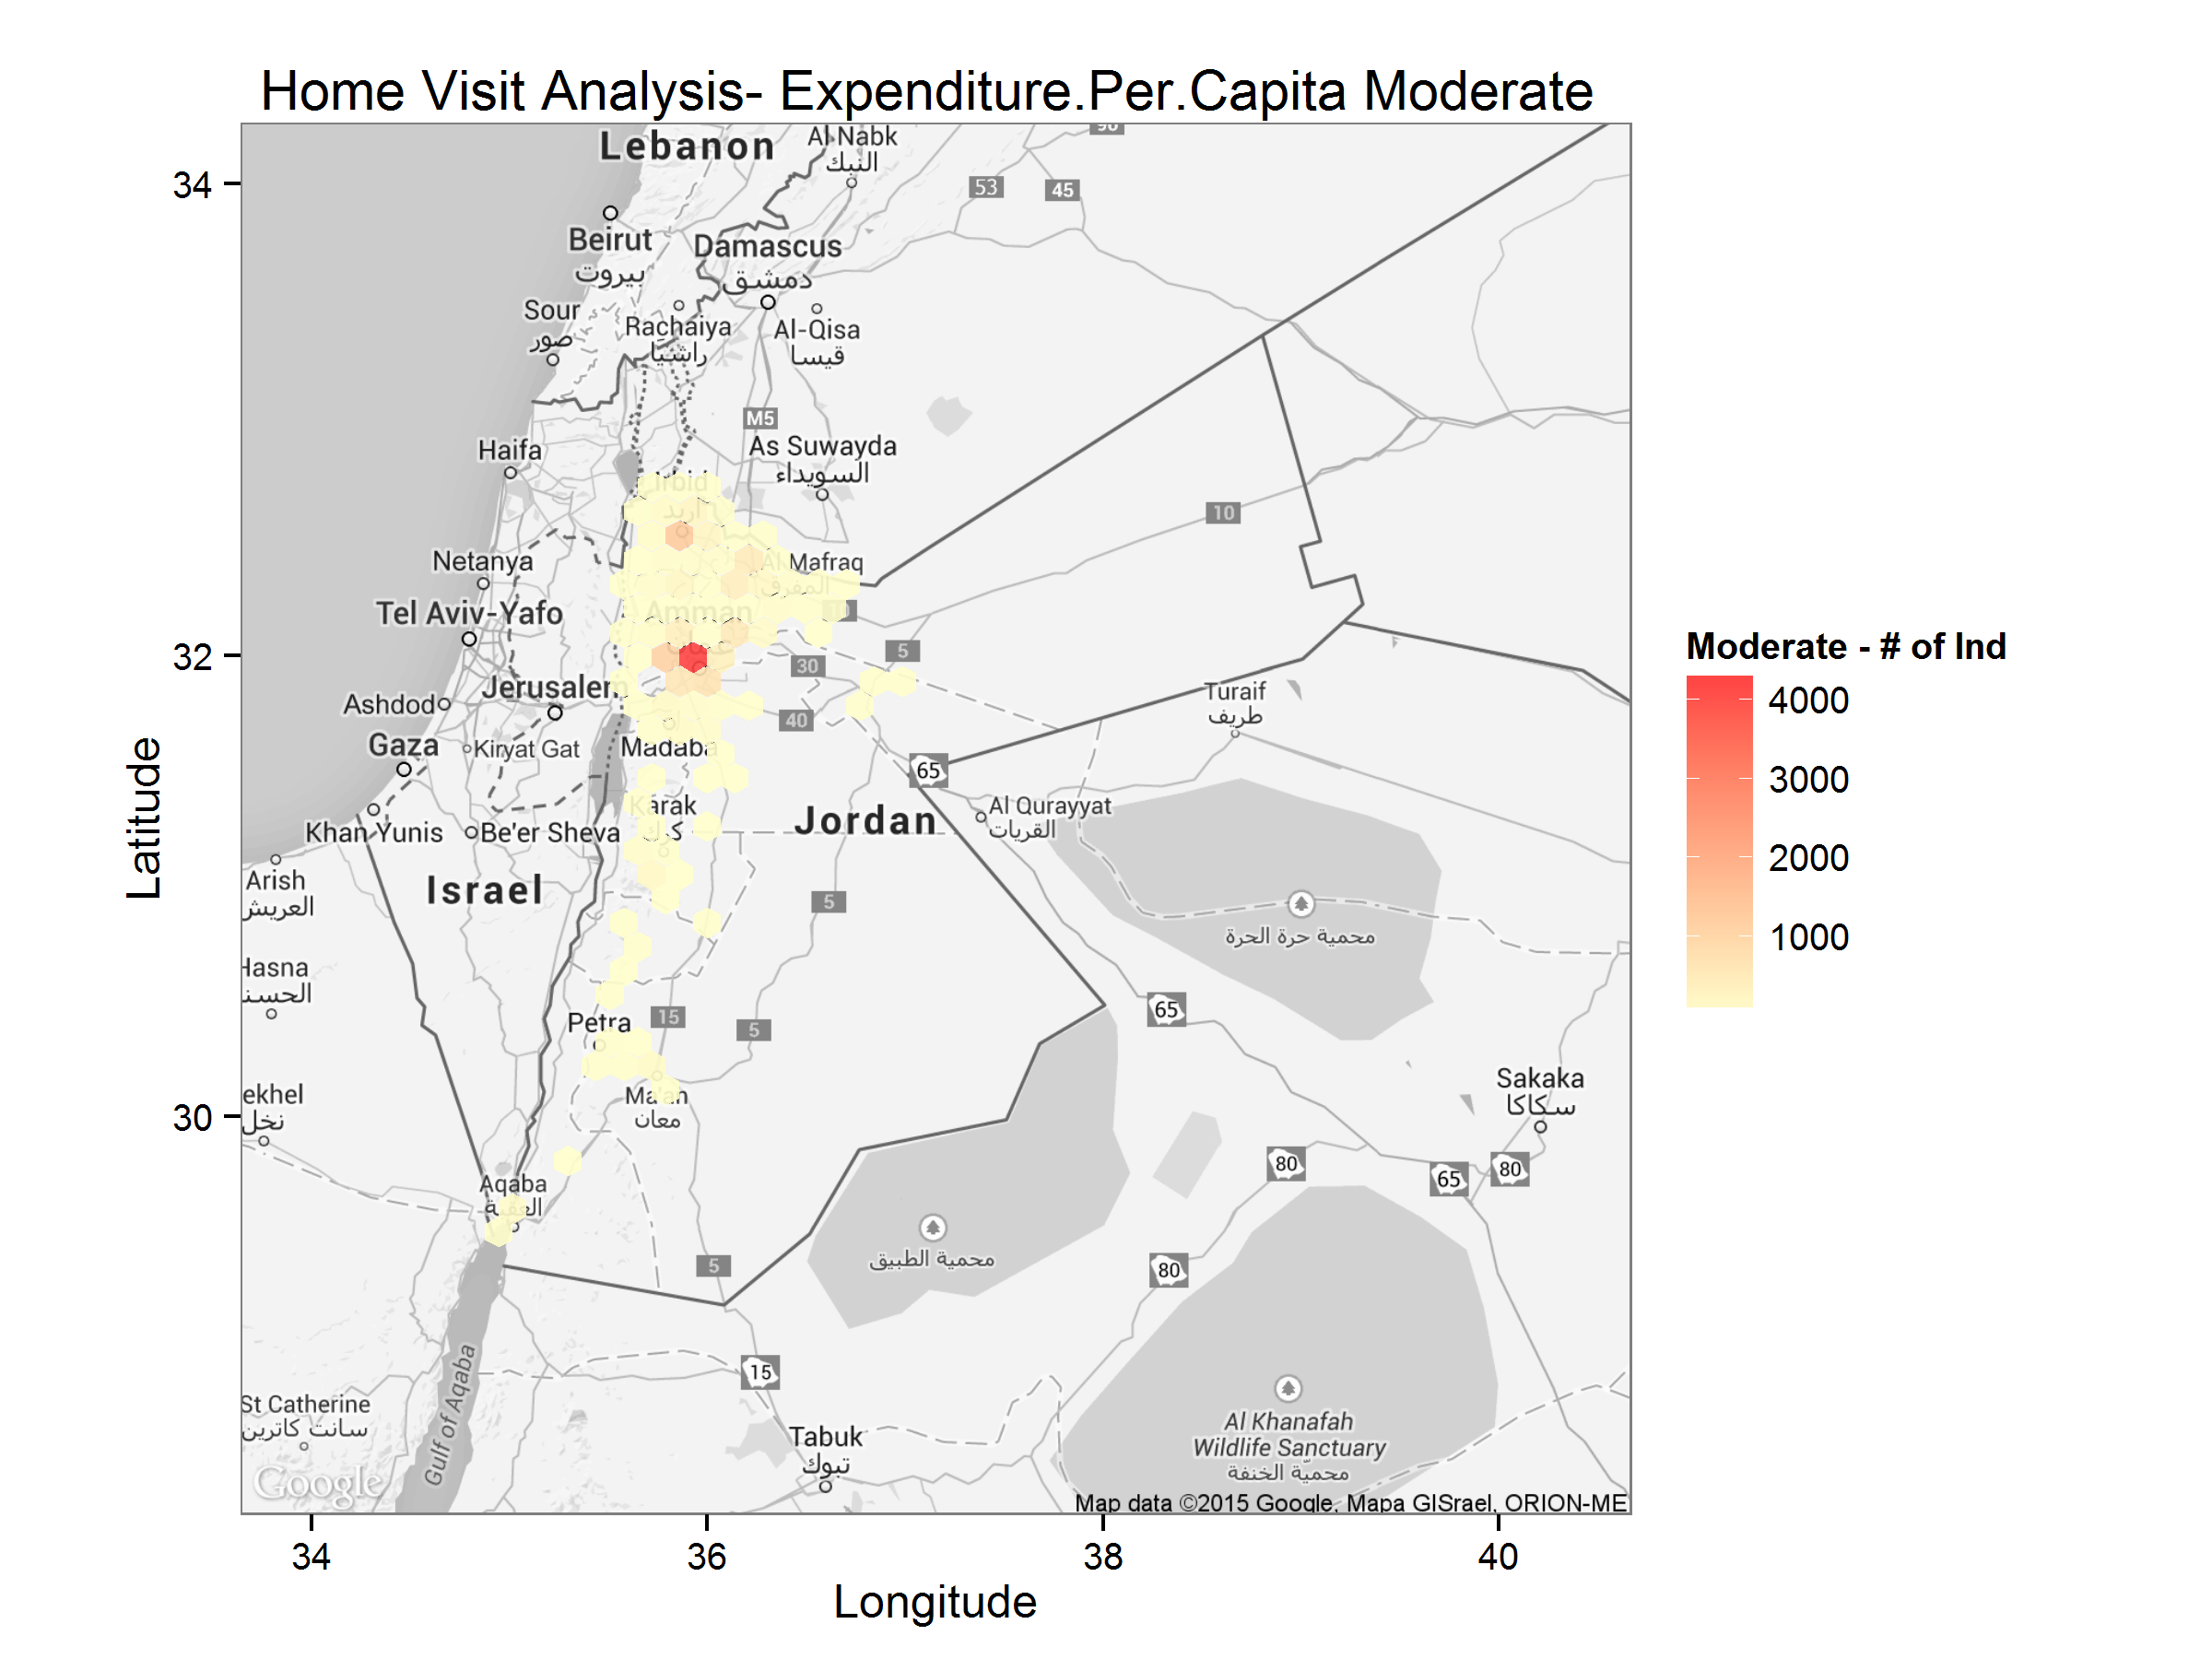 Home Visit Analysis- Expenditure.Per.Capita Moderate
Lebanon
Al Nabk
النبك
90
53
45
34
Beirut
بيروت
Damascus
دمشق
Sour
صور
Rachaiya
راشيا
Al-Qisa
قيسا
M5
Haifa
As Suwayda
السويداء
Irbid
اربد
10
Netanya
Al Mafraq
المفرق
Tel Aviv-Yafo
Amman
10
32
30
5
Jerusalem
Ashdod
40
Turaif
طريف
Gaza
Kiryat Gat
Madaba
65
Karak
كرك
Jordan
Al Qurayyat
القريات
Khan Yunis
Be'er Sheva
Arish
العريش
Israel
5
محمية حرة الحرة
Hasna
الحسنة
Petra
15
5
65
ekhel
نخل
30
Ma'an
معان
Sakaka
سكاكا
80
65
80
Aqaba
العقبة
محمية الطبيق
5
80
15
Gulf of Aqaba
St Catherine
سانت كاترين
Tabuk
تبوك
Al Khanafah
Wildlife Sanctuary
محميّة الخنفة
Google
Map data ©2015 Google, Mapa GISrael, ORION-ME
34
36
38
40
Longitude
Latitude
Moderate - # of Ind
4000
3000
2000
1000